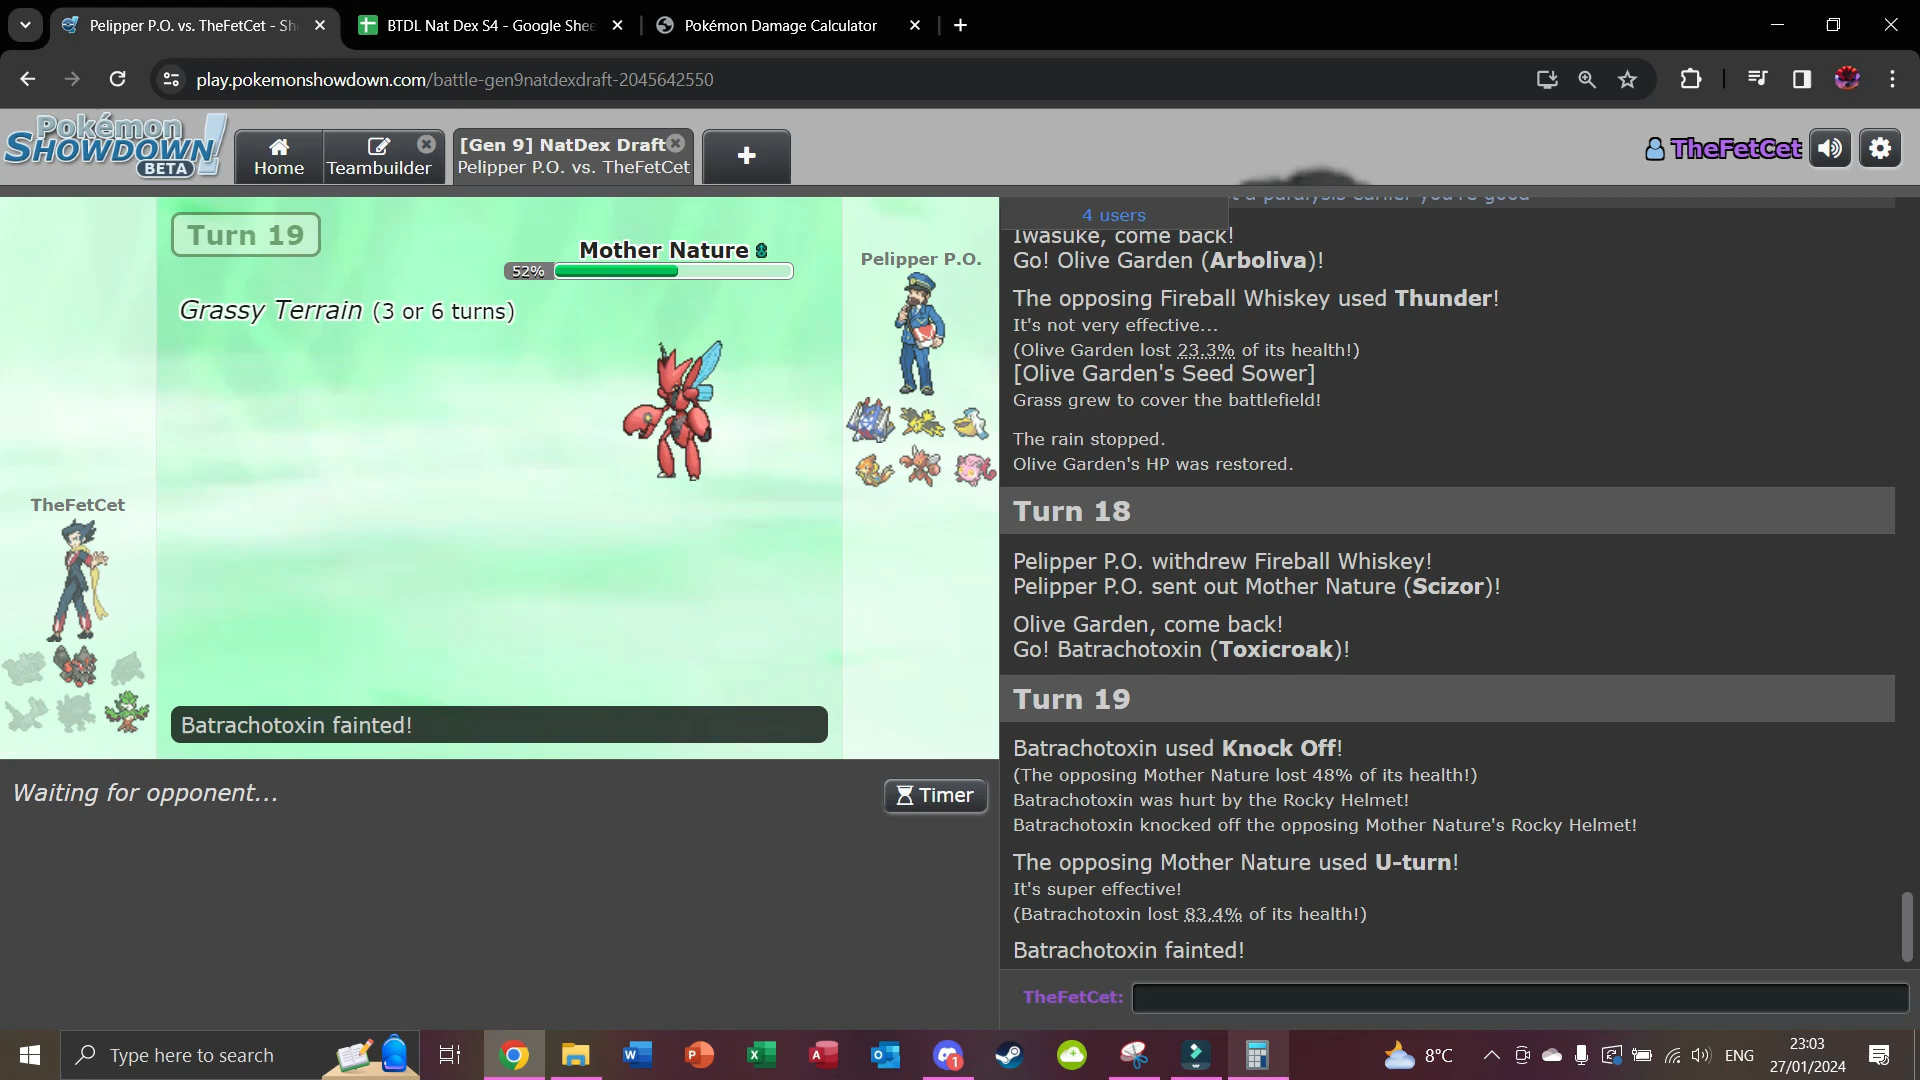 Pelipper P.O. vs. TheFetCet - Sh
BTDL Nat Dex S4 - Google Shee
Pokémon Damage Calculator
play.pokemonshowdown.com/battle-gen9natdexdraft-2045642550
Pokémon
SHOWDOWN!
BETA
Home
Teambuilder
[Gen 9] NatDex Draft
Pelipper P.O. vs. TheFetCet
TheFetCet
Turn 19
Mother Nature
52%
Grassy Terrain (3 or 6 turns)
Pelipper P.O.
TheFetCet
Batrachotoxin fainted!
Waiting for opponent...
Timer
4 users
t a paralysis earlier you're good
Iwasuke, come back!
Go! Olive Garden (Arboliva)!
The opposing Fireball Whiskey used Thunder!
It's not very effective...
(Olive Garden lost 23.3% of its health!)
[Olive Garden's Seed Sower]
Grass grew to cover the battlefield!
The rain stopped.
Olive Garden's HP was restored.
Turn 18
Pelipper P.O. withdrew Fireball Whiskey!
Pelipper P.O. sent out Mother Nature (Scizor)!
Olive Garden, come back!
Go! Batrachotoxin (Toxicroak)!
Turn 19
Batrachotoxin used Knock Off!
(The opposing Mother Nature lost 48% of its health!)
Batrachotoxin was hurt by the Rocky Helmet!
Batrachotoxin knocked off the opposing Mother Nature's Rocky Helmet!
The opposing Mother Nature used U-turn!
It's super effective!
(Batrachotoxin lost 83.4% of its health!)
Batrachotoxin fainted!
TheFetCet:
Type here to search
8°C
ENG
23:03
27/01/2024